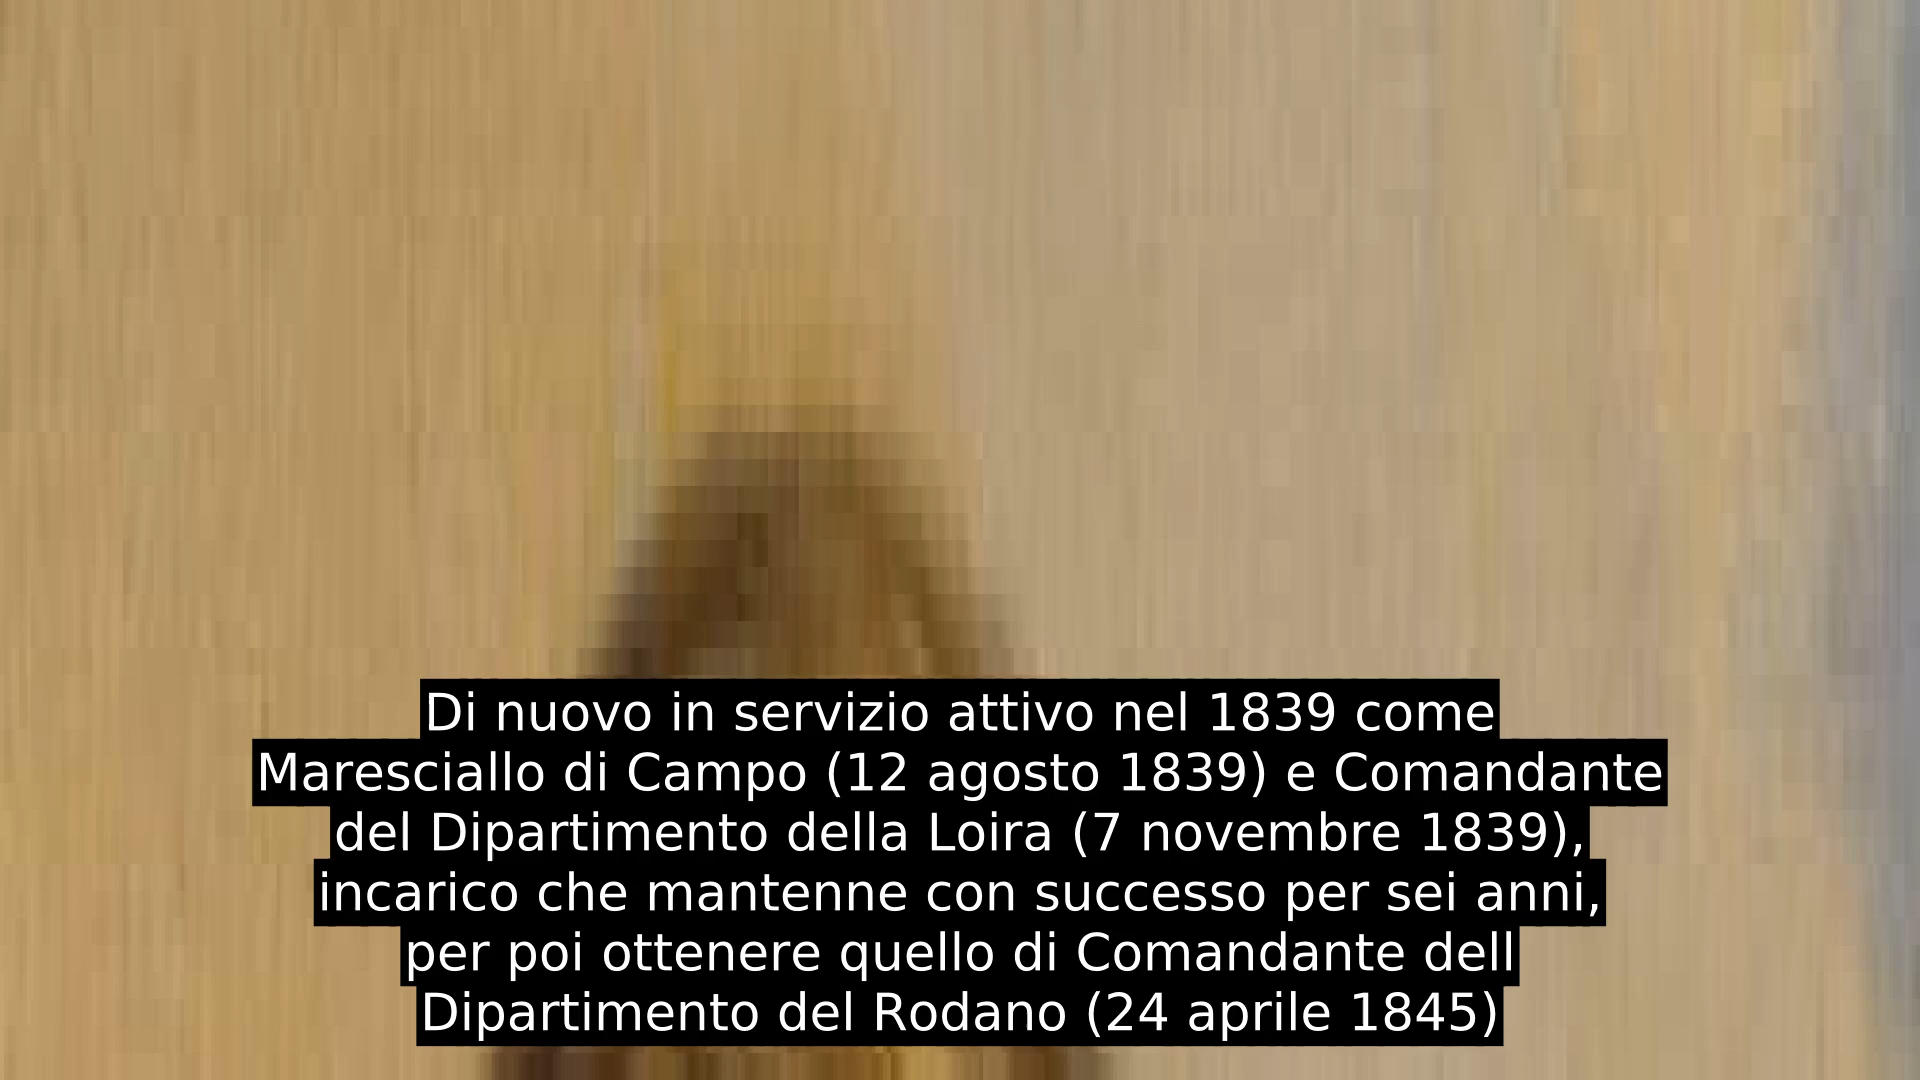 Di nuovo in servizio attivo nel 1839 come
Maresciallo di Campo (12 agosto 1839) e Comandante
del Dipartimento della Loira (7 novembre 1839),
incarico che mantenne con successo per sei anni,
per poi ottenere quello di Comandante dell
Dipartimento del Rodano (24 aprile 1845)